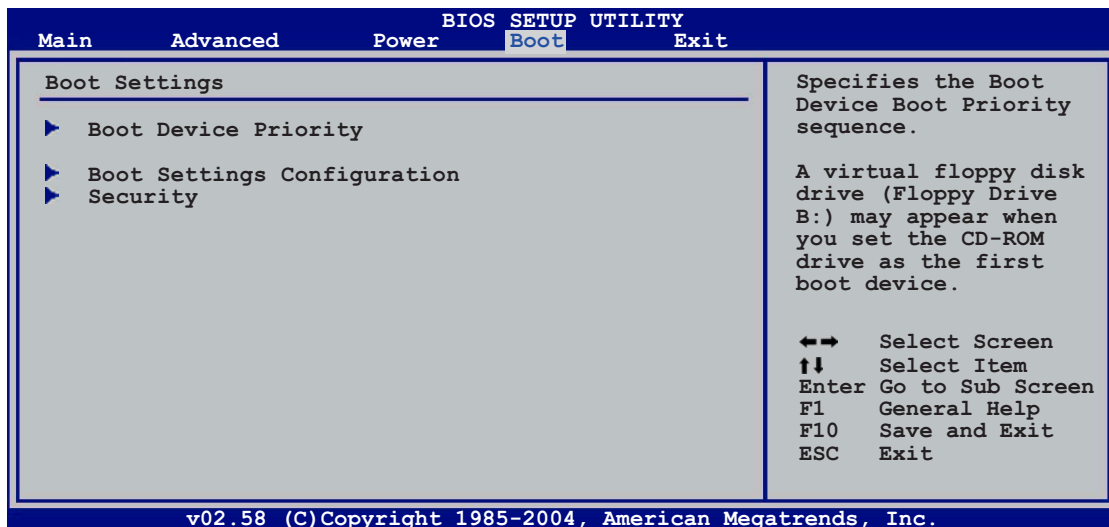 BIOS SETUP UTILITY
Main Advanced Power Boot Exit
Boot Settings
Boot Device Priority
Boot Settings Configuration
Security
Specifies the Boot
Device Boot Priority
sequence.
A virtual floppy disk
drive (Floppy Drive
B:) may appear when
you set the CD-ROM
drive as the first
boot device.
←→ Select Screen
↑↓ Select Item
Enter Go to Sub Screen
F1 General Help
F10 Save and Exit
ESC Exit
v02.58 (C)Copyright 1985-2004, American Megatrends, Inc.